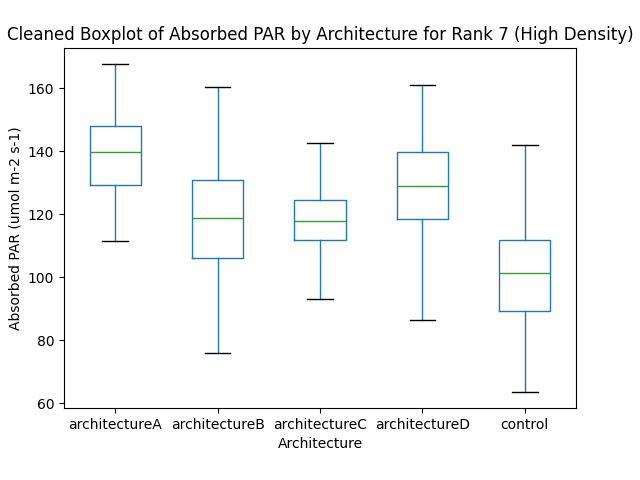 Cleaned Boxplot of Absorbed PAR by Architecture for Rank 7 (High Density)
160
140
120
100
80
60
Absorbed PAR (umol m-2 s-1)
architectureA architectureB architectureC architectureD control
Architecture